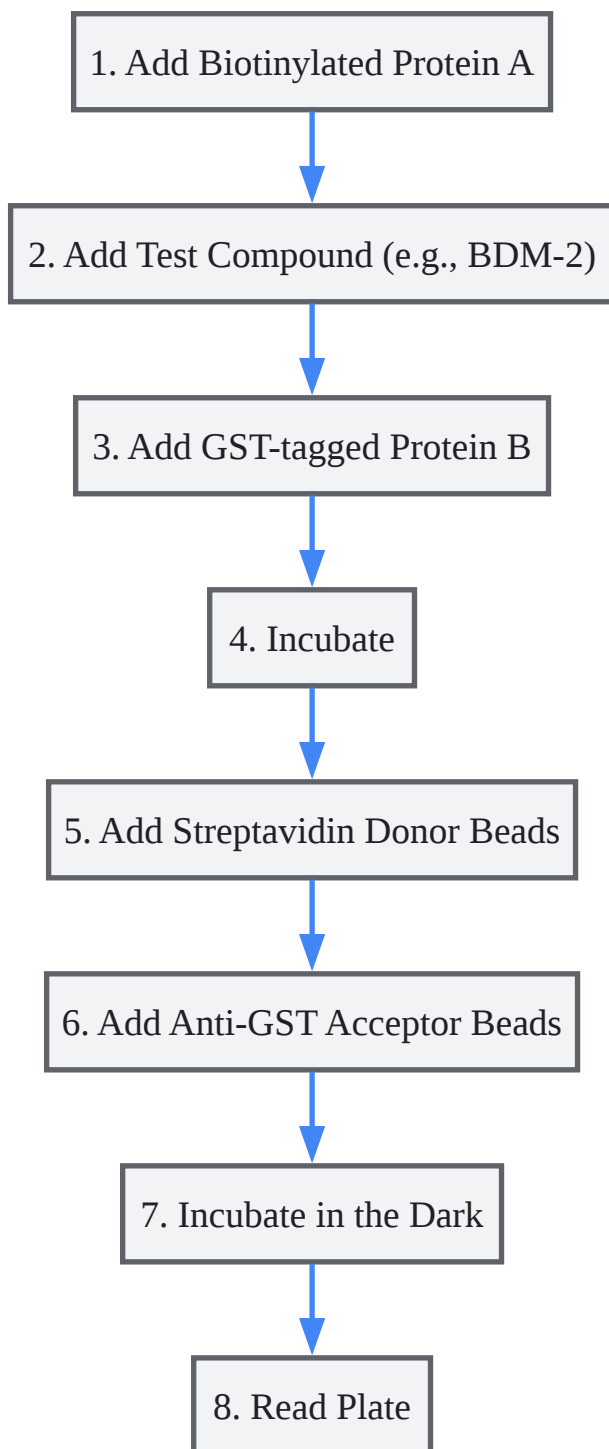 1. Add Biotinylated Protein A
2. Add Test Compound (e.g., BDM-2)
3. Add GST-tagged Protein B
4. Incubate
5. Add Streptavidin Donor Beads
6. Add Anti-GST Acceptor Beads
7. Incubate in the Dark
8. Read Plate